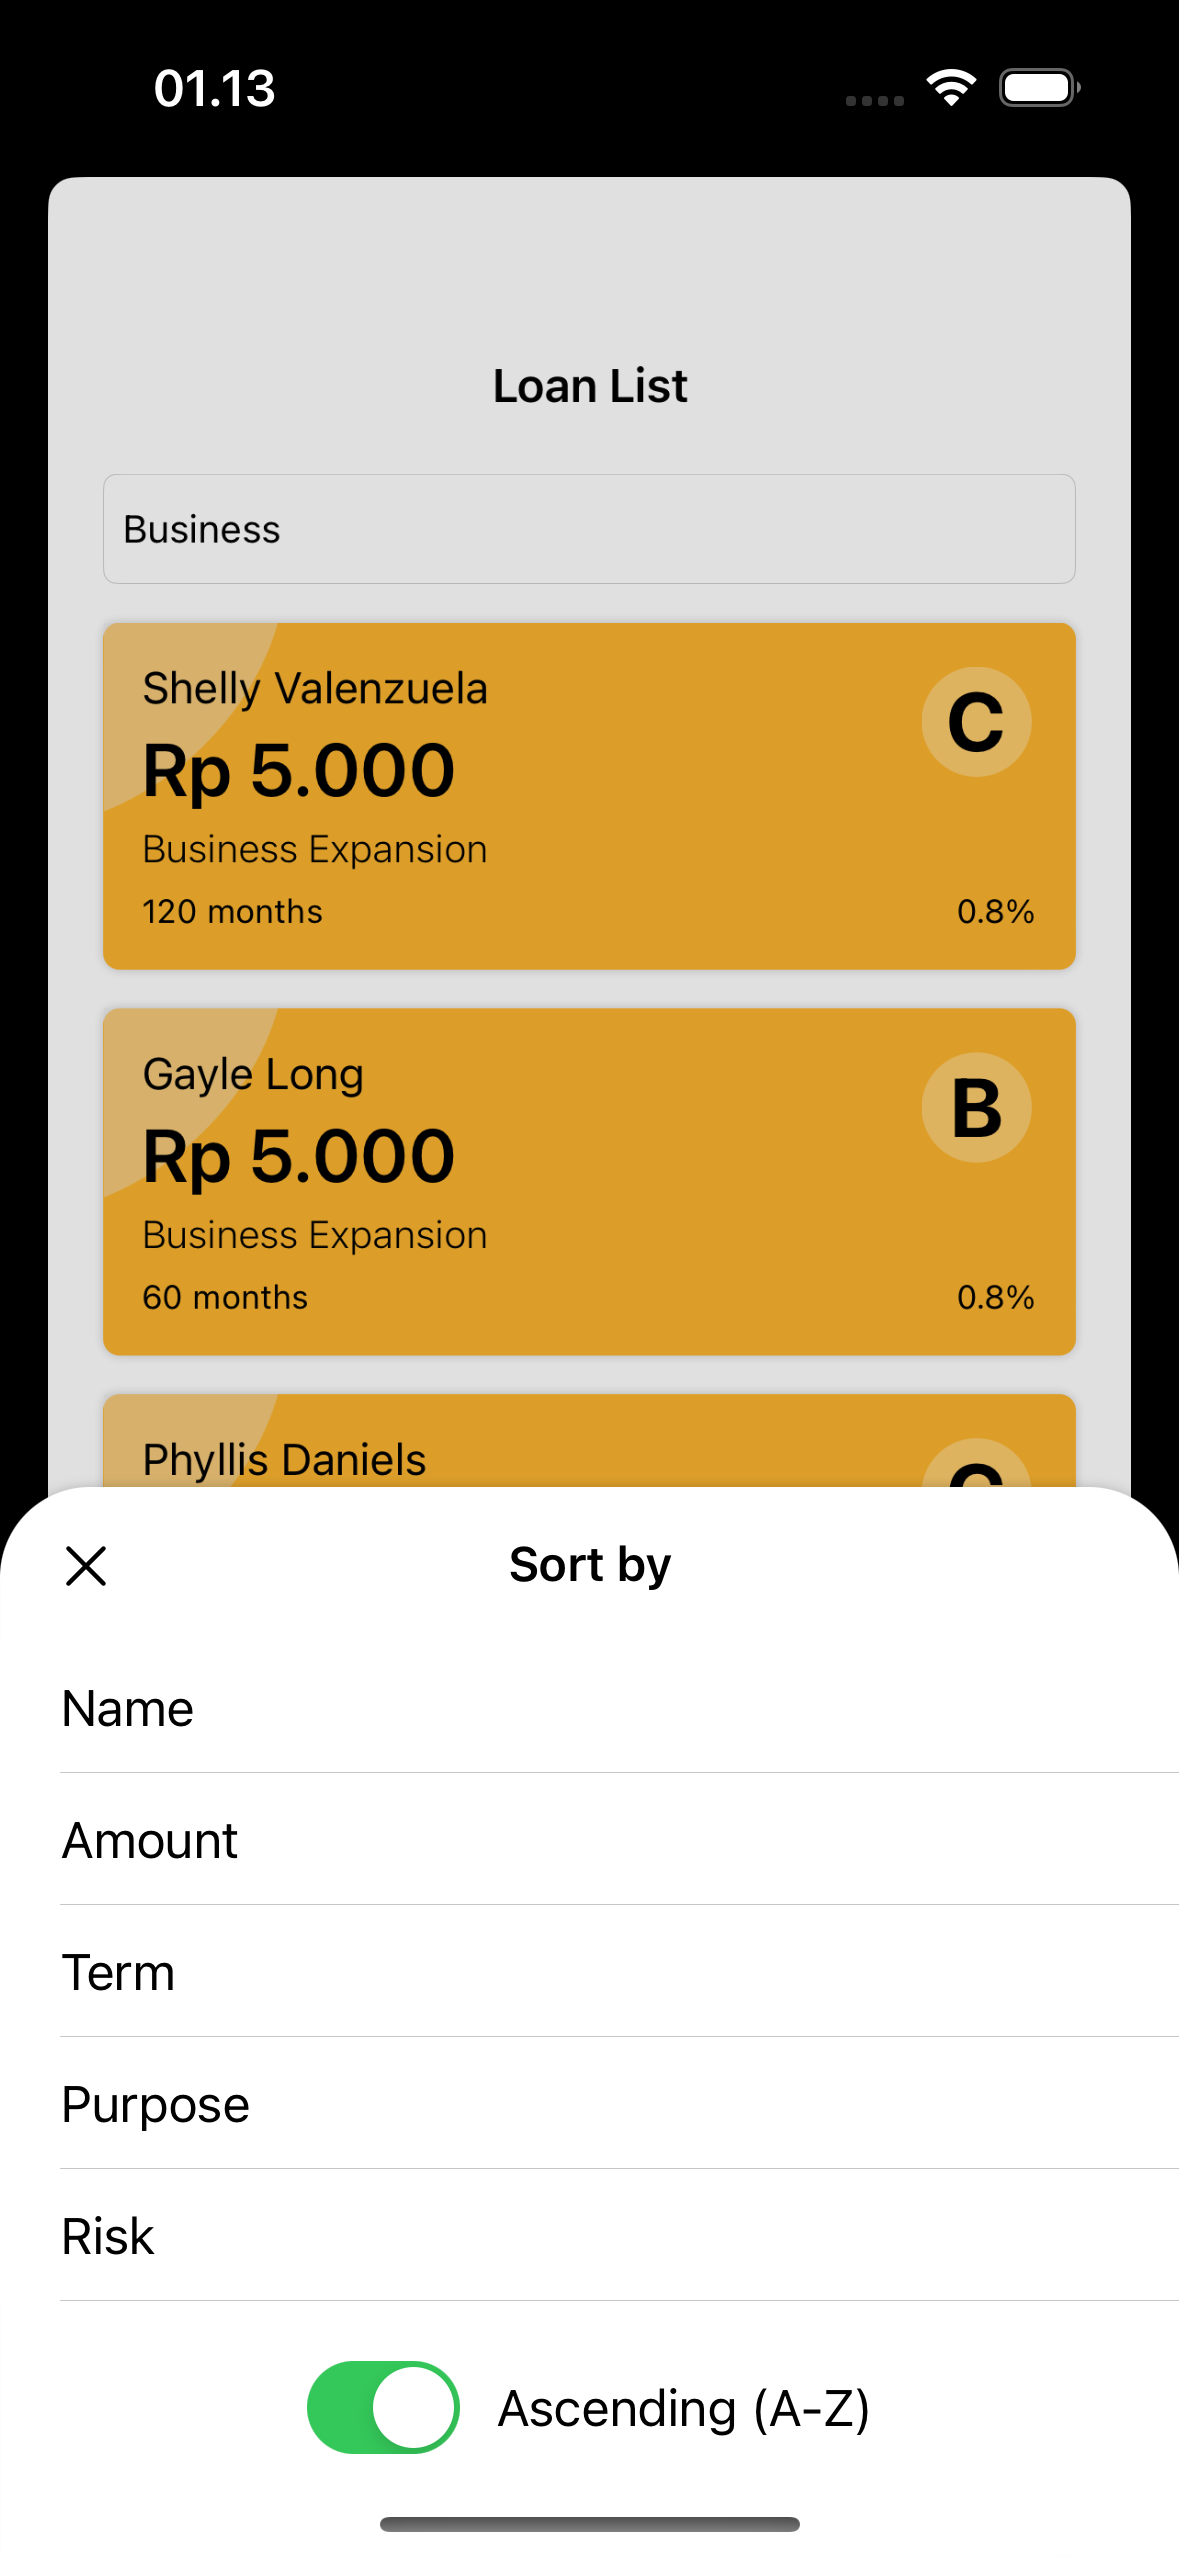 01.13
Loan List
Business
Shelly Valenzuela
C
Rp 5.000
Business Expansion
120 months
0.8%
Gayle Long
B
Rp 5.000
Business Expansion
60 months
0.8%
Phyllis Daniels
Sort by
Name
Amount
Term
Purpose
Risk
Ascending (A-Z)